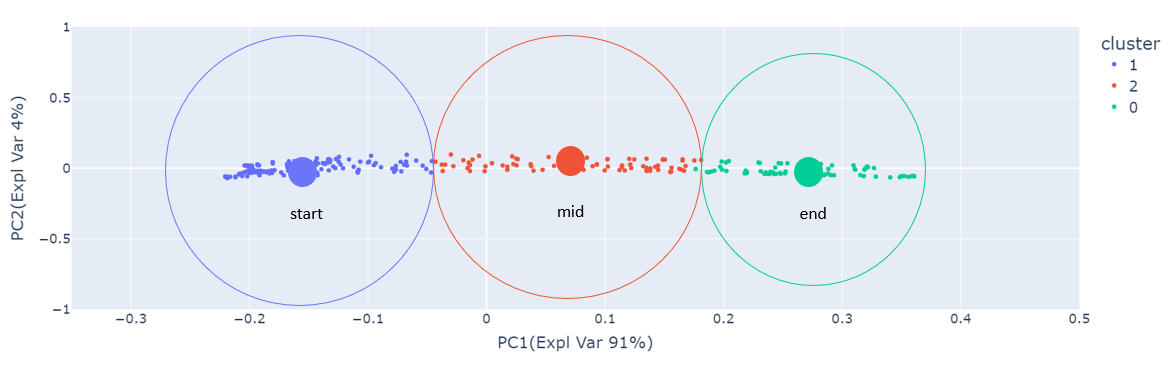 1
0.5
0
−0.5
−1
PC2(Expl Var 4%)
start
mid
end
−0.3
−0.2
−0.1
0
0.1
0.2
0.3
0.4
0.5
PC1(Expl Var 91%)
cluster
1
2
0